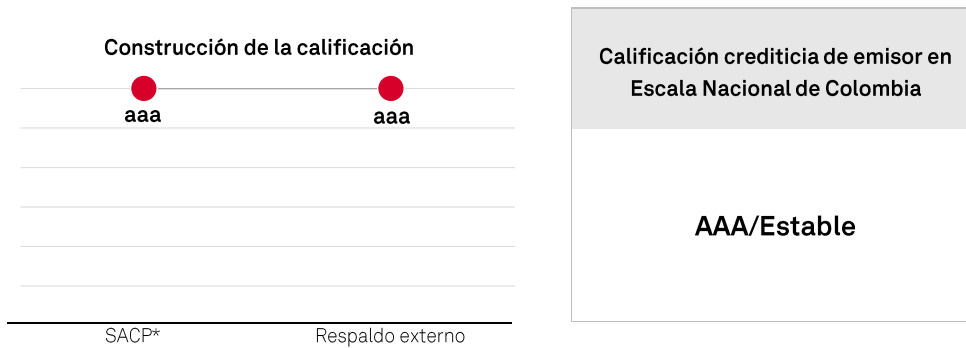 Construcción de la calificación
aaa
aaa
SACP*
Respaldo externo
Calificación crediticia de emisor en
Escala Nacional de Colombia
AAA/Estable